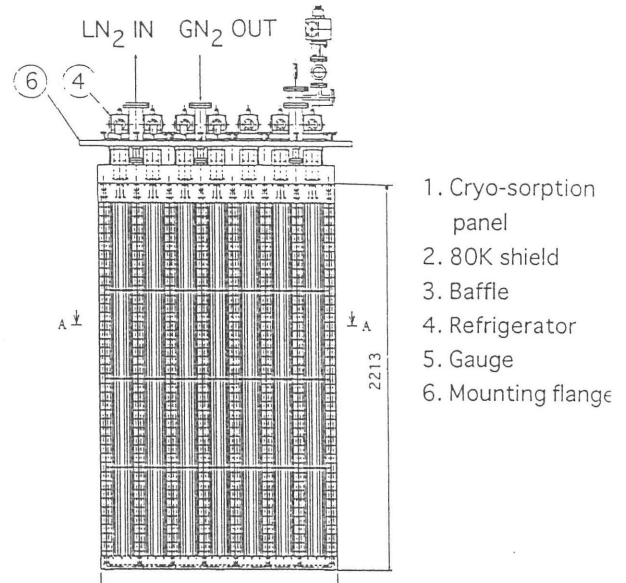 LN2 IN GN2 OUT
6 4
1. Cryo-sorption
panel
2. 80K shield
3. Baffle
4. Refrigerator
5. Gauge
6. Mounting flange
A A
2213